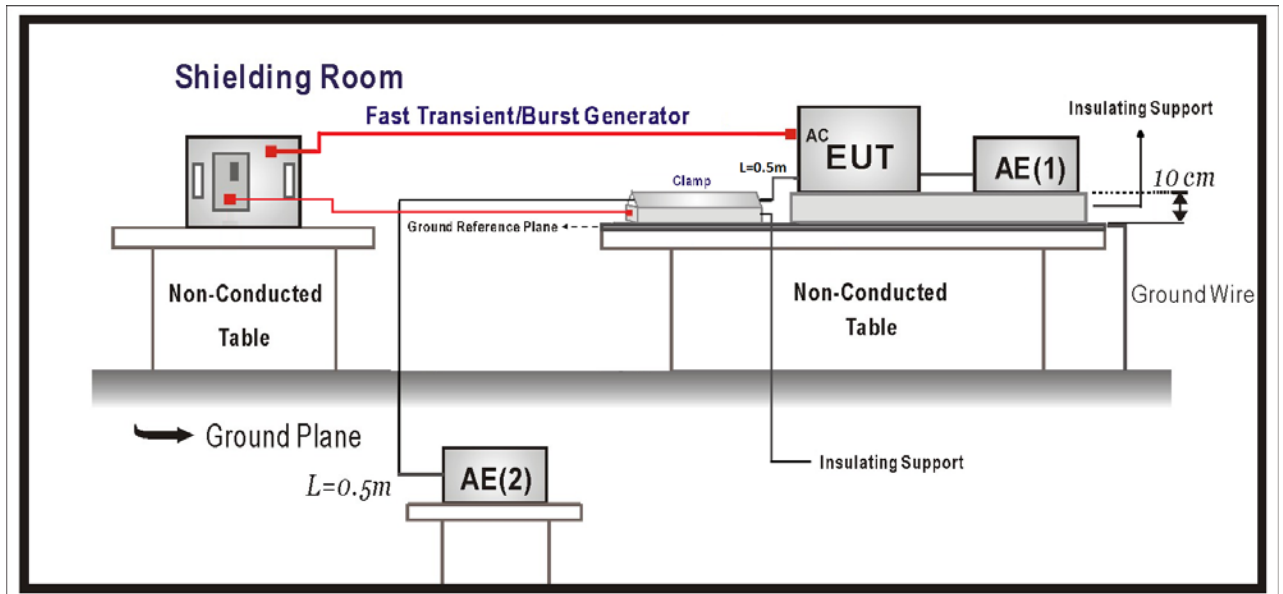 Shielding Room
Fast Transient/Burst Generator
Insulating Support
AC
EUT
AE(1)
L=0.5m
Clamp
10 cm
Ground Reference Plane
Non-Conducted
Table
Non-Conducted
Table
Ground Wire
Ground Plane
AE(2)
L=0.5m
Insulating Support